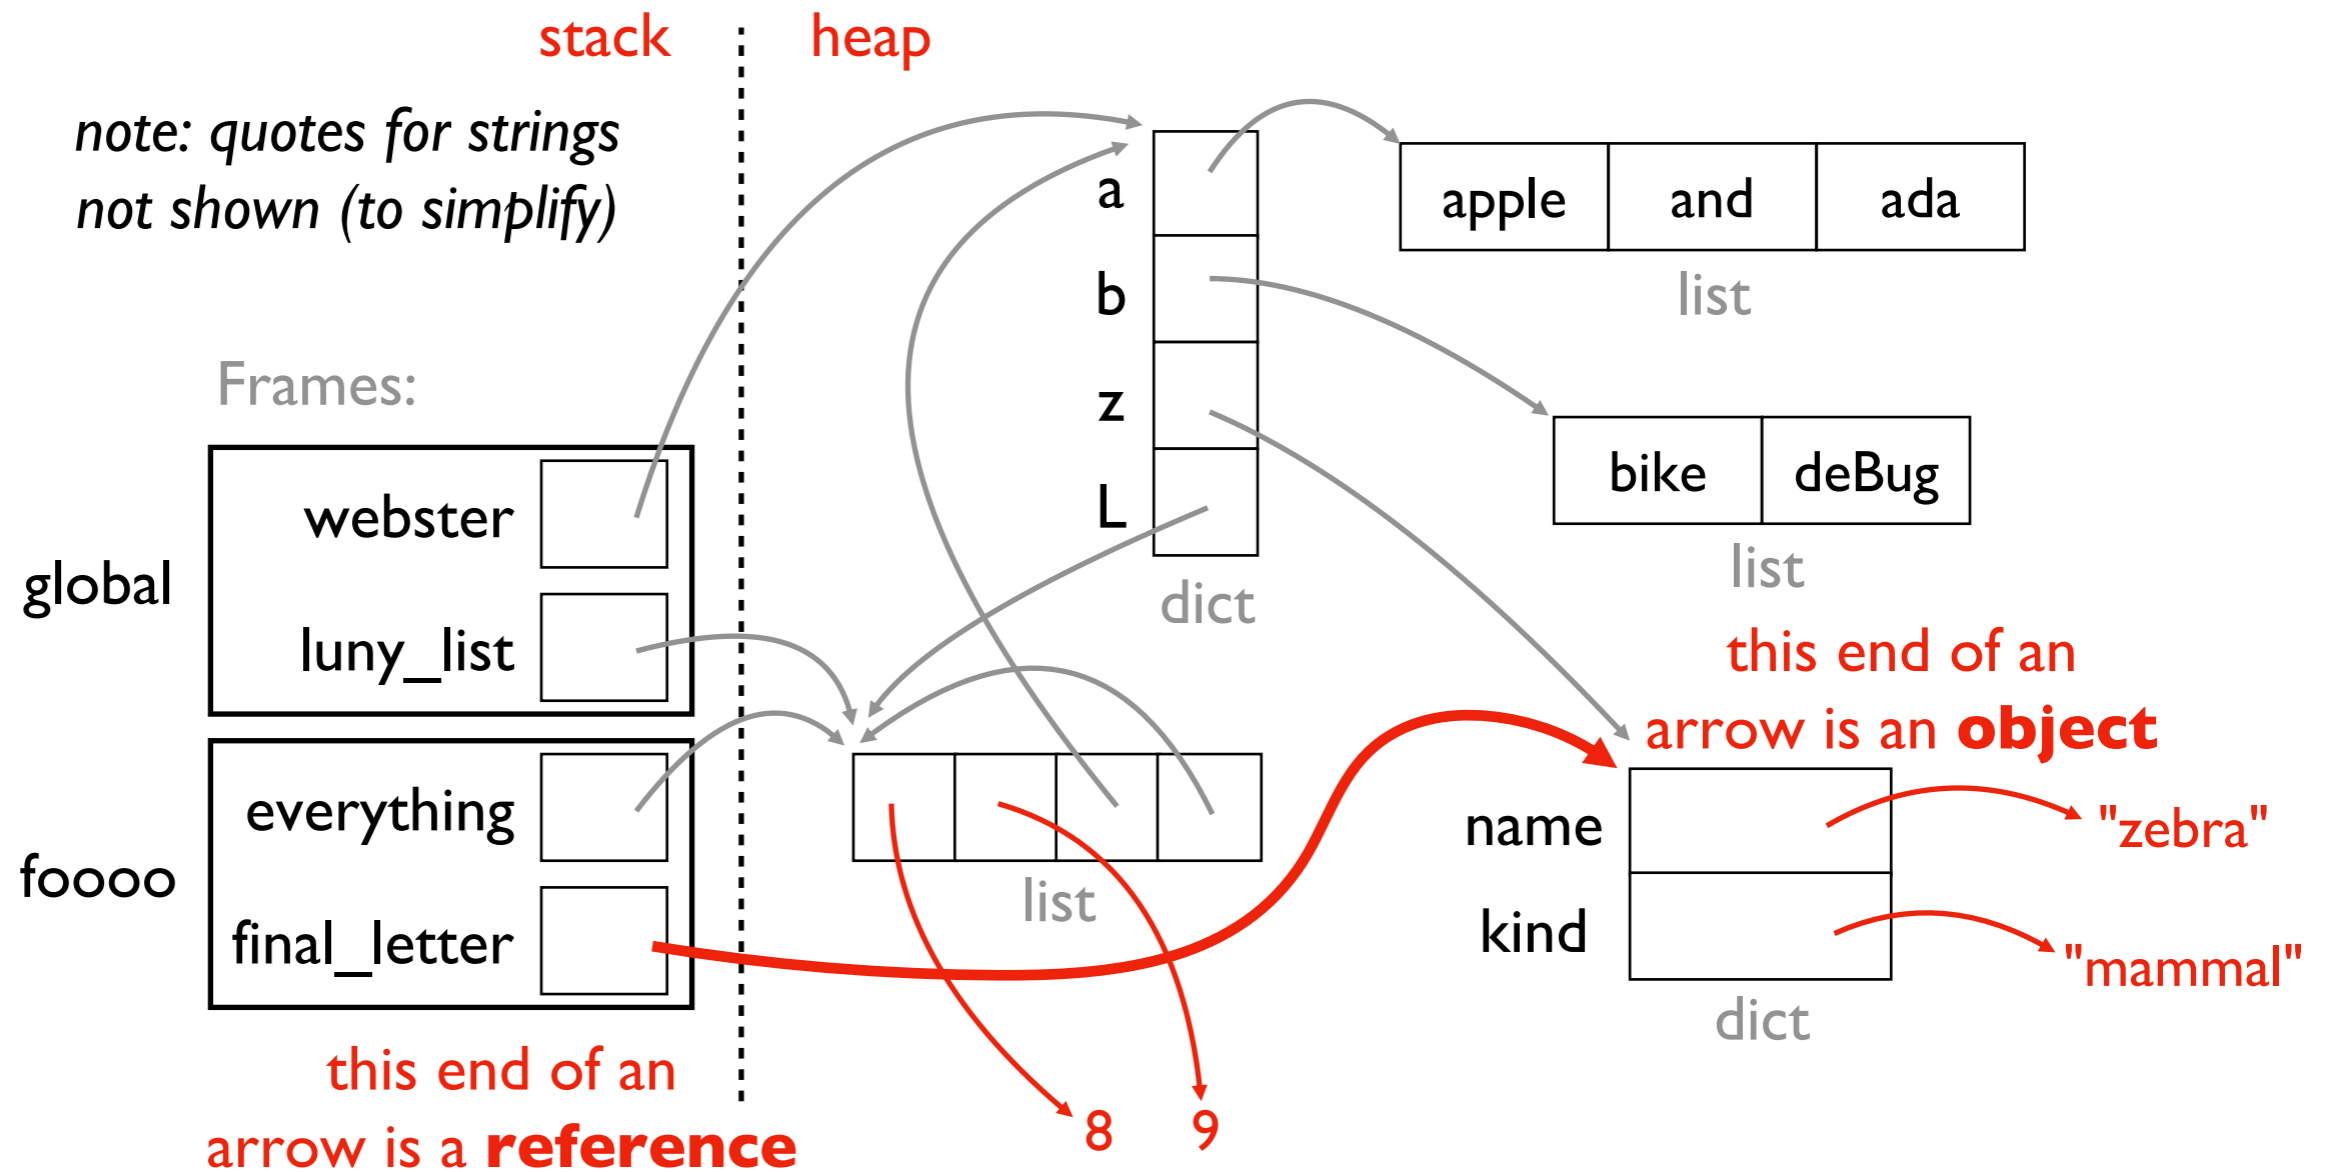 stack
heap
note: quotes for strings
not shown (to simplify)
a
apple
and
ada
list
b
z
L
dict
bike
deBug
list
Frames:
global
webster
luny_list
foooo
everything
final_letter
list
this end of an
arrow is an object
name
"zebra"
kind
"mammal"
dict
this end of an
arrow is a reference
8
9